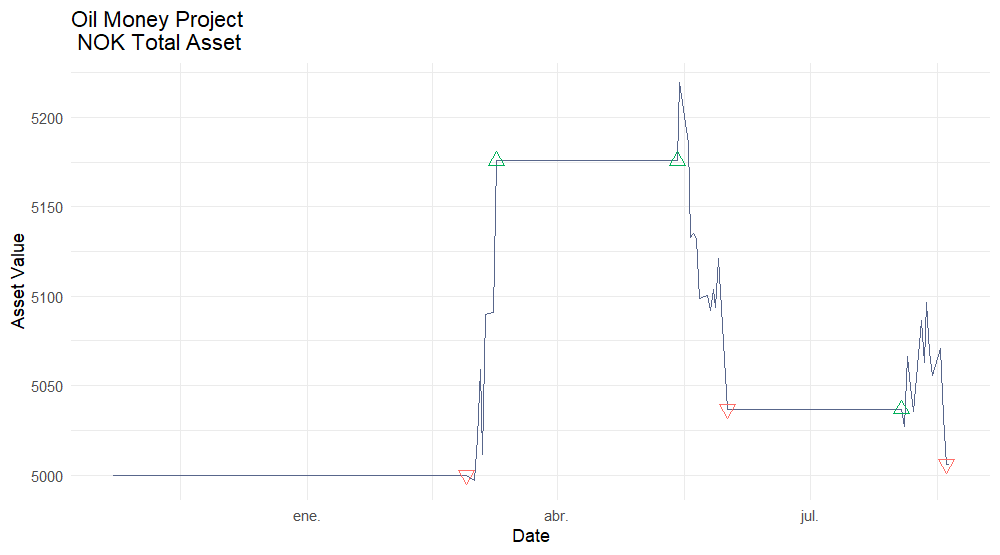 Oil Money Project
NOK Total Asset
5200
5150
5100
5050
5000
Asset Value
ene.
abr.
jul.
Date